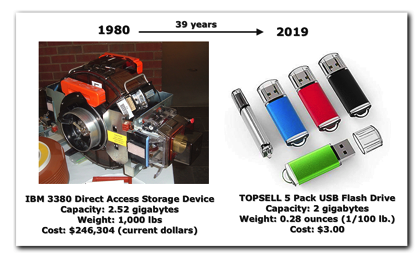 39 years
1980
2019
IBM 3380 Direct Access Storage Device
Capacity: 2.52 gigabytes
Weight: 1,000 lbs
Cost: $246,304 (current dollars)
TOPSELL 5 Pack USB Flash Drive
Capacity: 2 gigabytes
Weight: 0.28 ounces (1/100 lb.)
Cost: $3.00